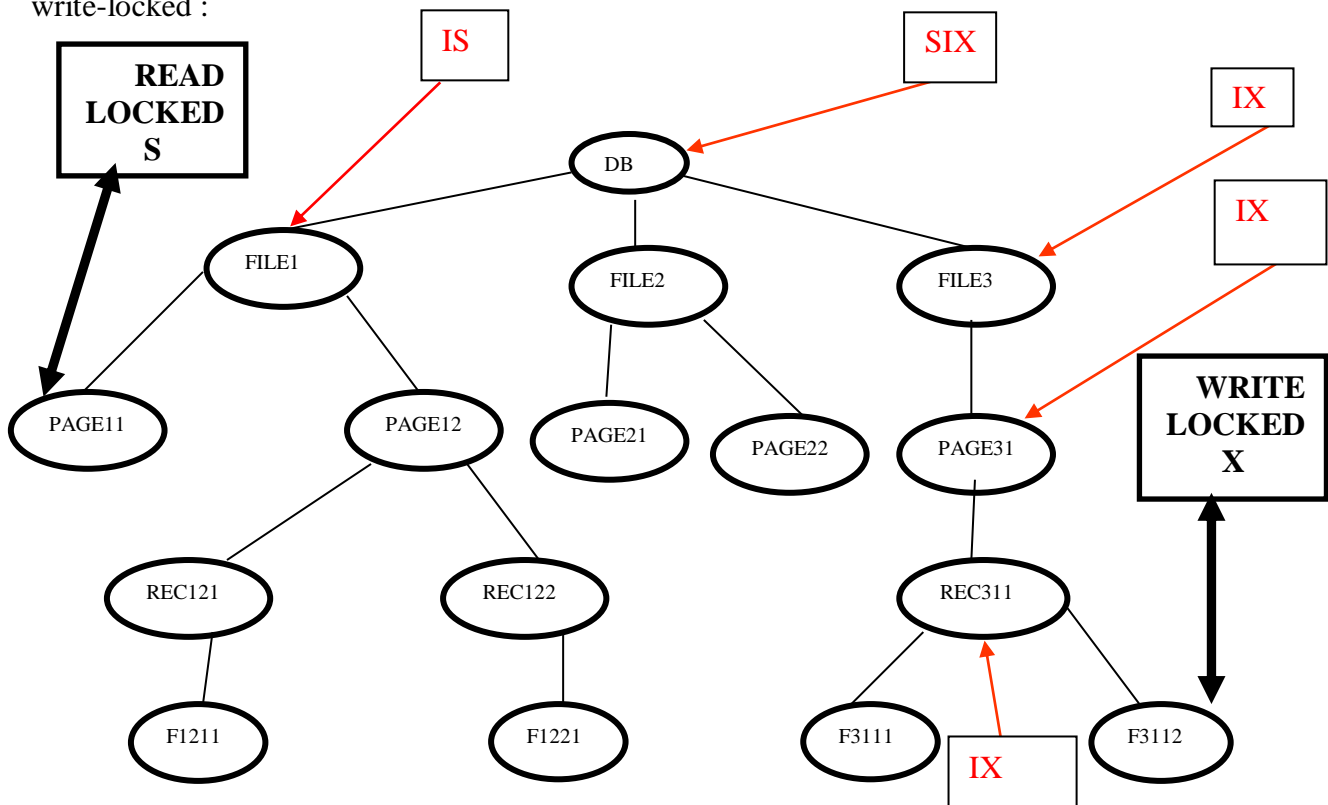 write-locked :
IS
SIX
READ
LOCKED
S
IX
DB
IX
FILE1
FILE2
FILE3
WRITE
LOCKED
X
PAGE11
PAGE12
PAGE21
PAGE22
PAGE31
REC121
REC122
REC311
F1211
F1221
F3111
F3112
IX